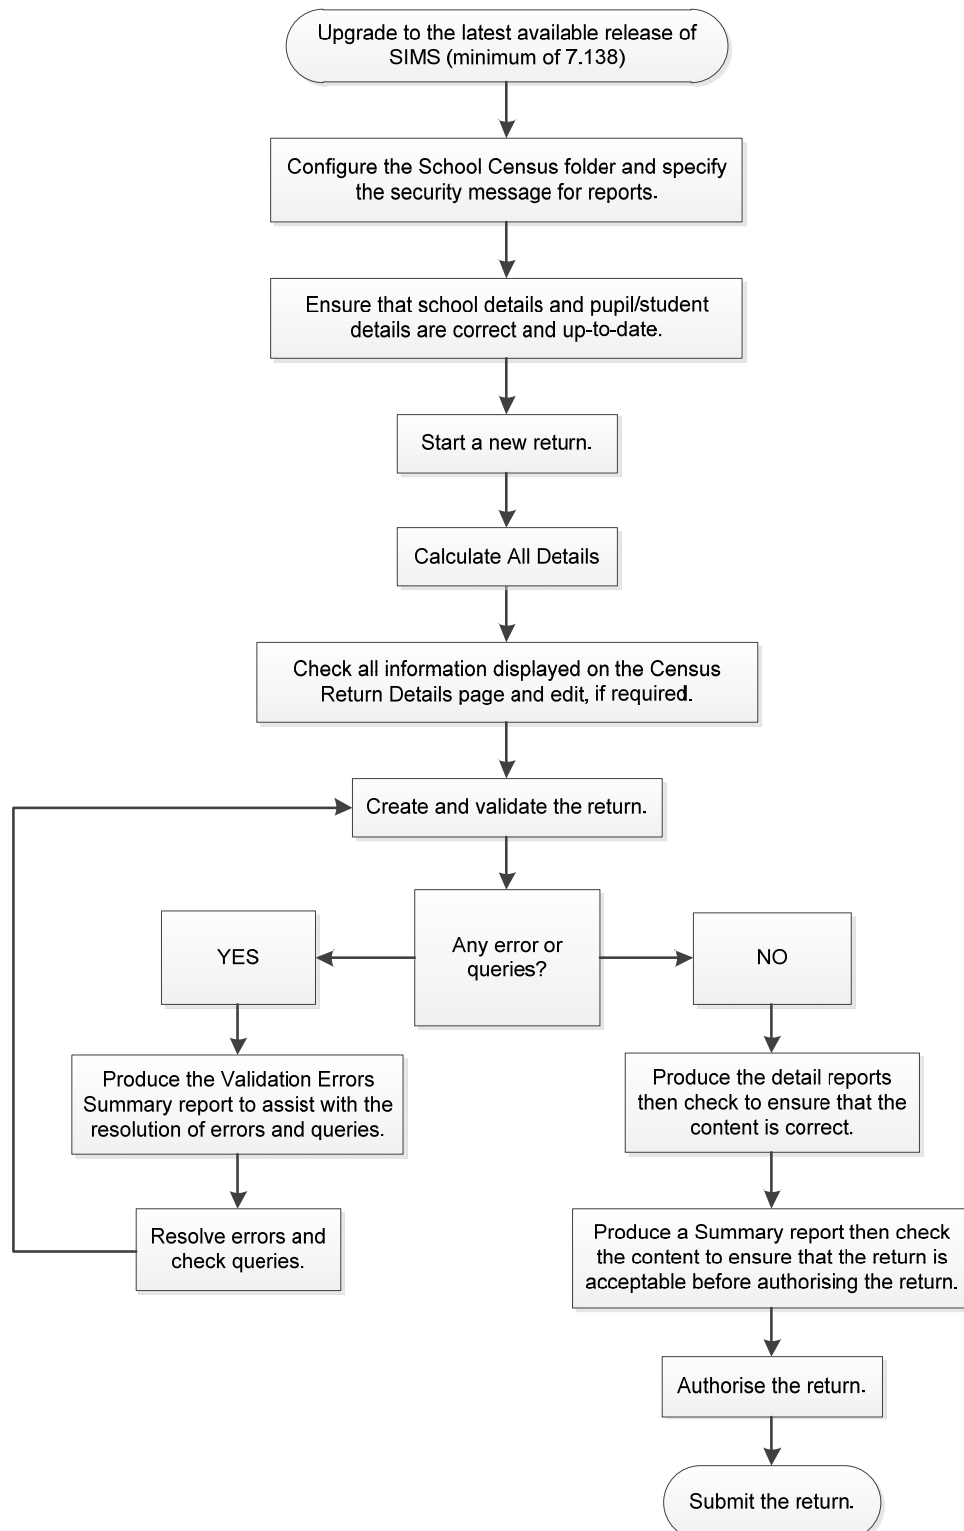 Upgrade to the latest available release of
SIMS (minimum of 7.138)
Configure the School Census folder and specify
the security message for reports.
Ensure that school details and pupil/student
details are correct and up-to-date.
Start a new return.
Calculate All Details
Check all information displayed on the Census
Return Details page and edit, if required.
Create and validate the return.
Any error or
queries?
YES
NO
Produce the Validation Errors
Summary report to assist with the
resolution of errors and queries.
Resolve errors and
check queries.
Produce the detail reports
then check to ensure that the
content is correct.
Produce a Summary report then check
the content to ensure that the return is
acceptable before authorising the return.
Authorise the return.
Submit the return.